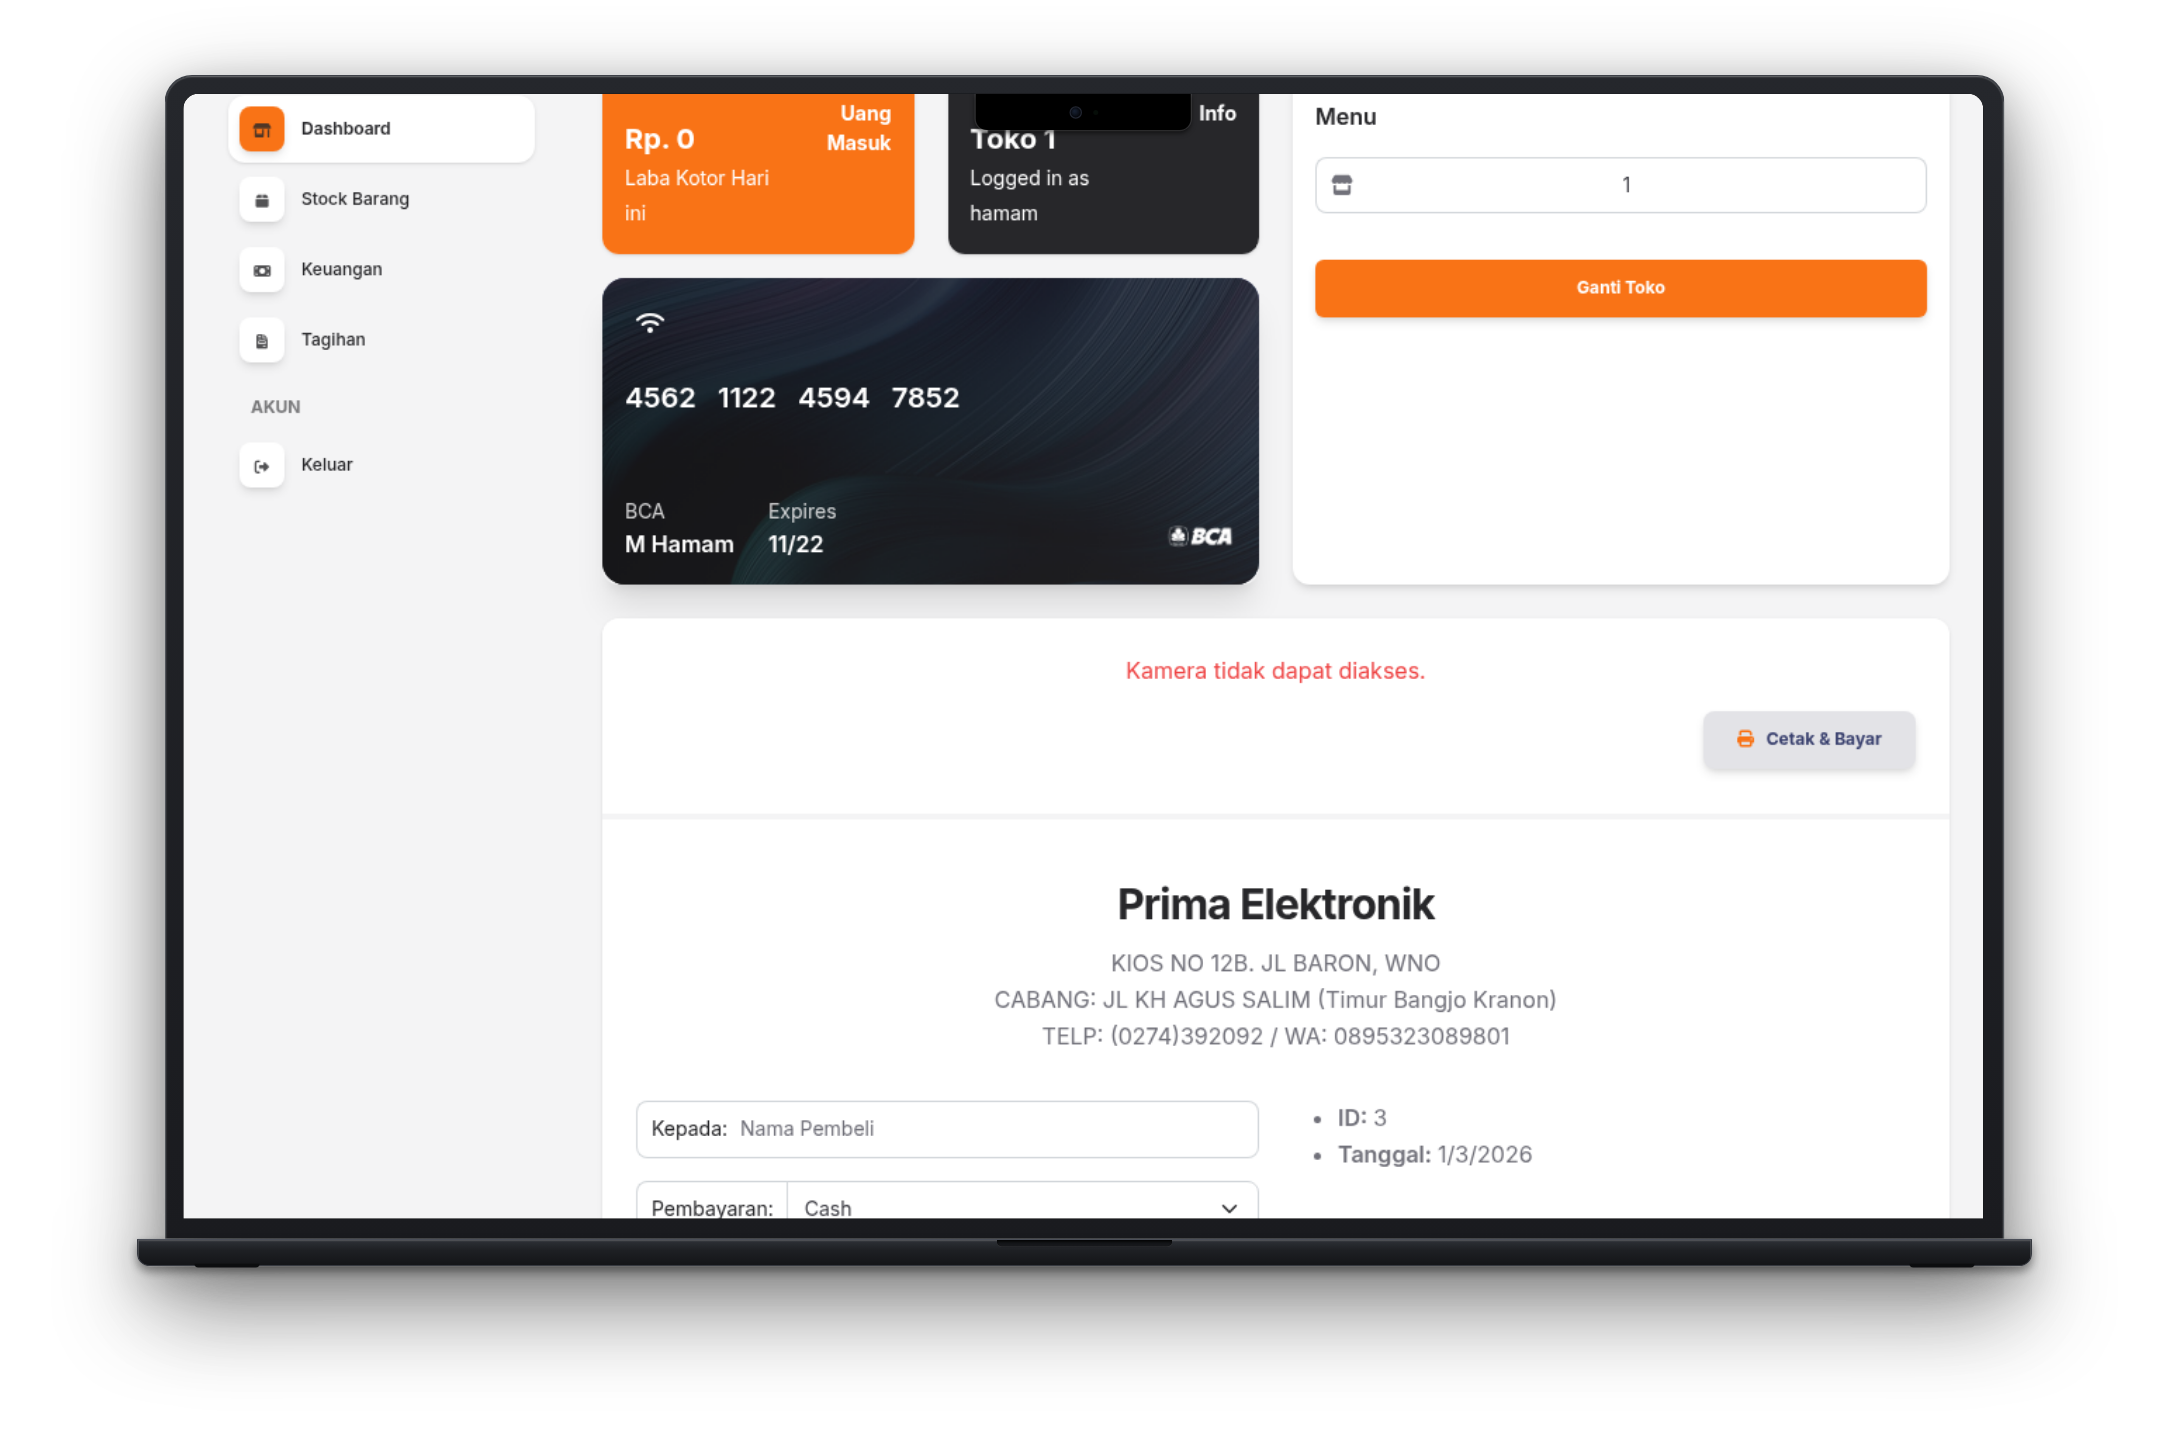 Dashboard
Stock Barang
Keuangan
Tagihan
AKUN
Keluar
Uang
Masuk
Rp. 0
Laba Kotor Hari
ini
Info
Toko 1
Logged in as
hamam
Menu
1
Ganti Toko
4562 1122 4594 7852
BCA
M Hamam
Expires
11/22
BCA
Kamera tidak dapat diakses.
Cetak & Bayar
Prima Elektronik
KIOS NO 12B. JL BARON, WNO
CABANG: JL KH AGUS SALIM (Timur Bangjo Kranon)
TELP: (0274)392092 / WA: 0895323089801
Kepada: Nama Pembeli
Pembayaran: Cash
ID: 3
Tanggal: 1/3/2026